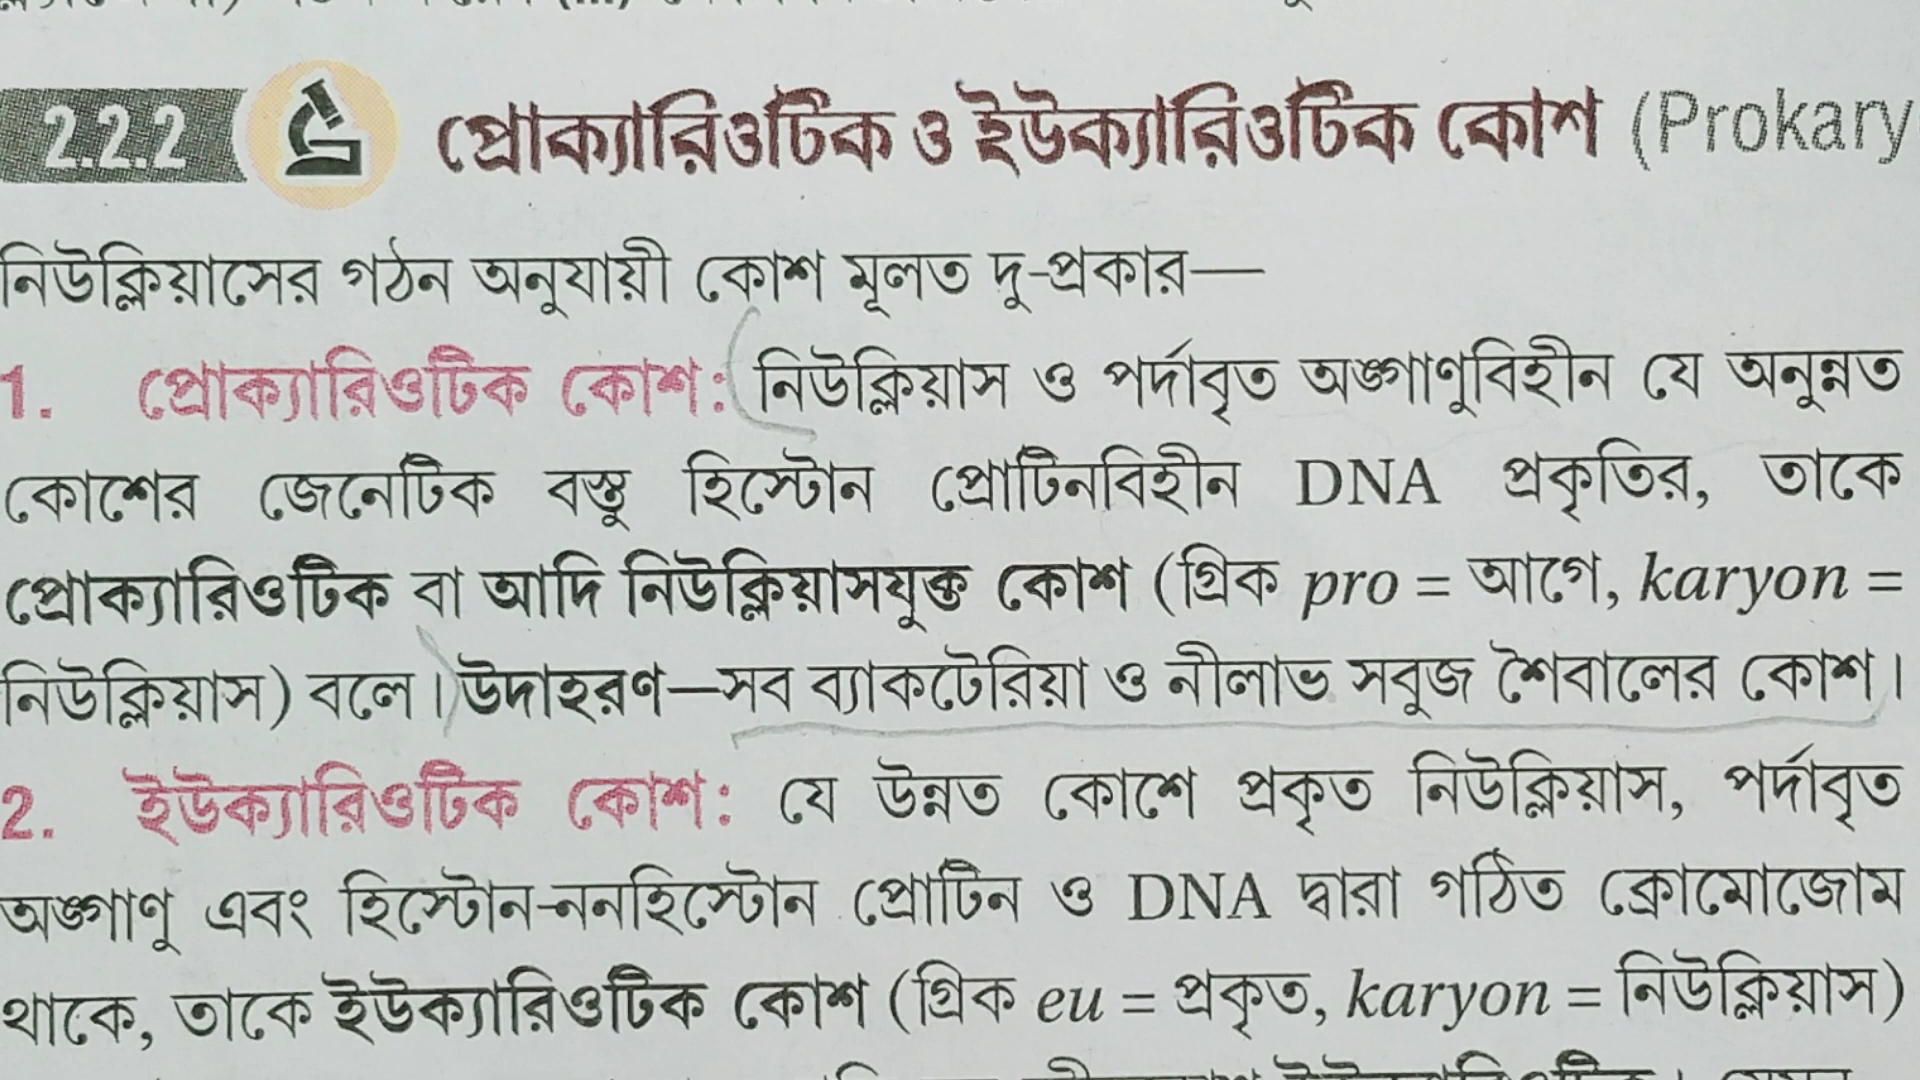 2.2.2 প্রোক্যারিওটিক ও ইউক্যারিওটিক কোশ (Prokary
নিউক্লিয়াসের গঠন অনুযায়ী কোশ মূলত দু-প্রকার—
1. প্রোক্যারিওটিক কোশ: নিউক্লিয়াস ও পর্দাবৃত অঙ্গাণুবিহীন যে অনুন্নত
কোশের জেনেটিক বস্তু হিস্টোন প্রোটিনবিহীন DNA প্রকৃতির, তাকে
প্রোক্যারিওটিক বা আদি নিউক্লিয়াসযুক্ত কোশ (গ্রিক pro = আগে, karyon =
নিউক্লিয়াস) বলে। উদাহরণ—সব ব্যাকটেরিয়া ও নীলাভ সবুজ শৈবালের কোশ।
2. ইউক্যারিওটিক কোশ: যে উন্নত কোশে প্রকৃত নিউক্লিয়াস, পর্দাবৃত
অঙ্গাণু এবং হিস্টোন-ননহিস্টোন প্রোটিন ও DNA দ্বারা গঠিত ক্রোমোজোম
থাকে, তাকে ইউক্যারিওটিক কোশ (গ্রিক eu = প্রকৃত, karyon = নিউক্লিয়াস)